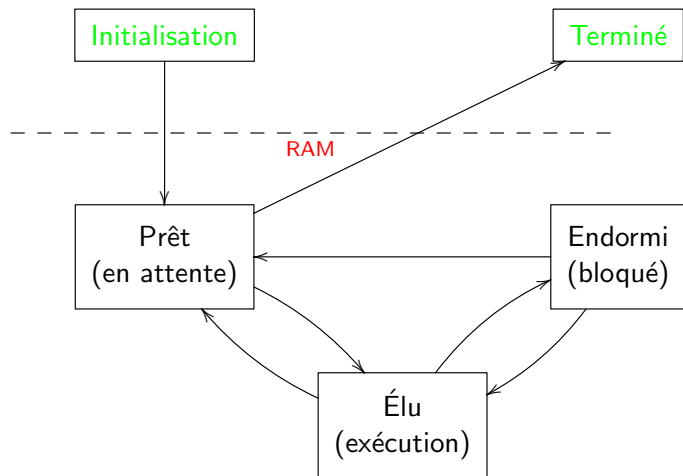 Initialisation
Terminé
RAM
Prêt
(en attente)
Endormi
(bloqué)
Élu
(exécution)